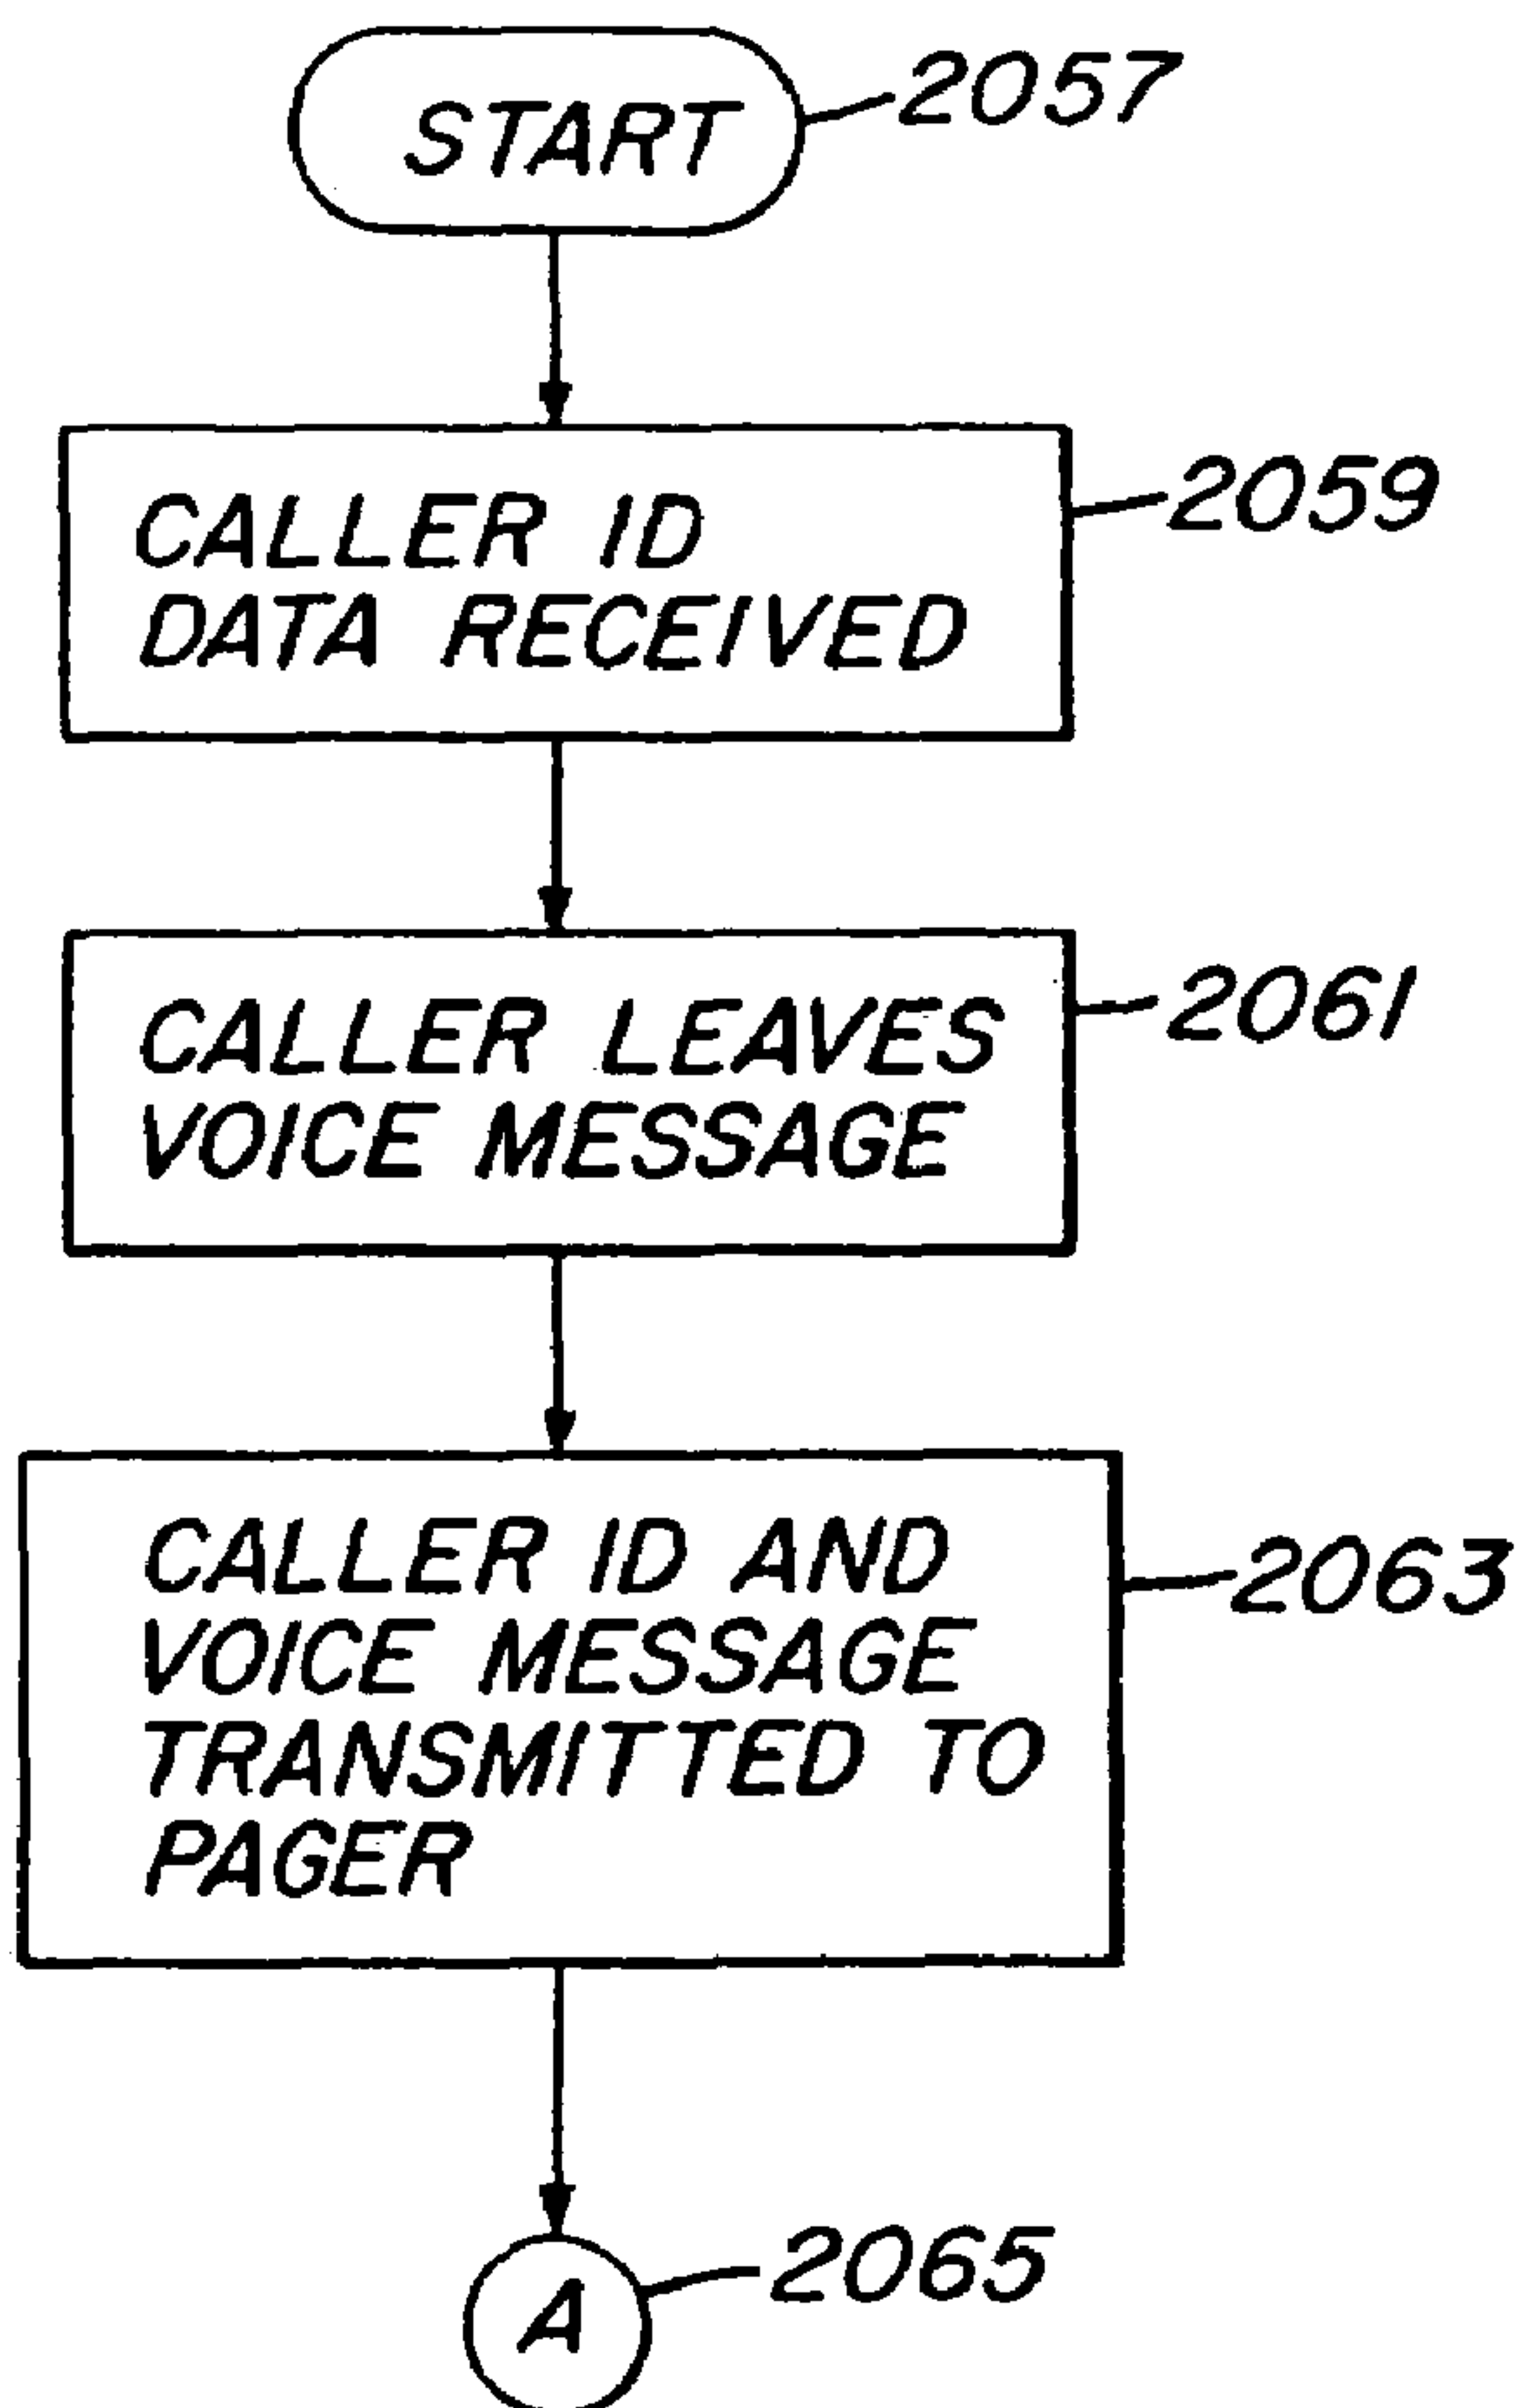 START
2057
CALLER ID
DATA RECEIVED
2059
CALLER LEAVES
VOICE MESSAGE
2061
CALLER ID AND
VOICE MESSAGE
TRANSMITTED TO
PAGER
2063
A
2065